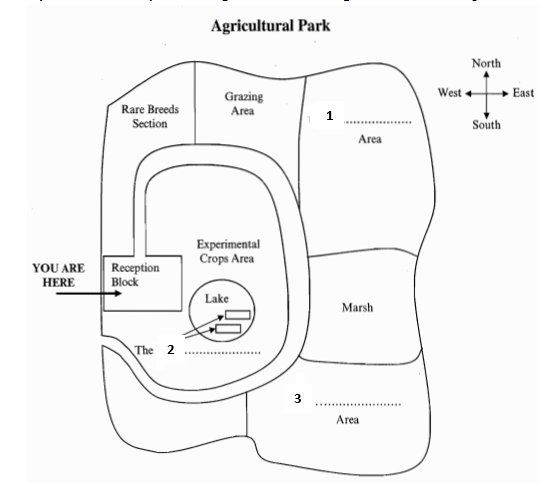 Agricultural Park
North
West
East
South
Rare Breeds
Section
Grazing
Area
1 ..................
Area
Experimental
Crops Area
YOU ARE
HERE
Reception
Block
Lake
Marsh
The 2 ..................
3 ..................
Area